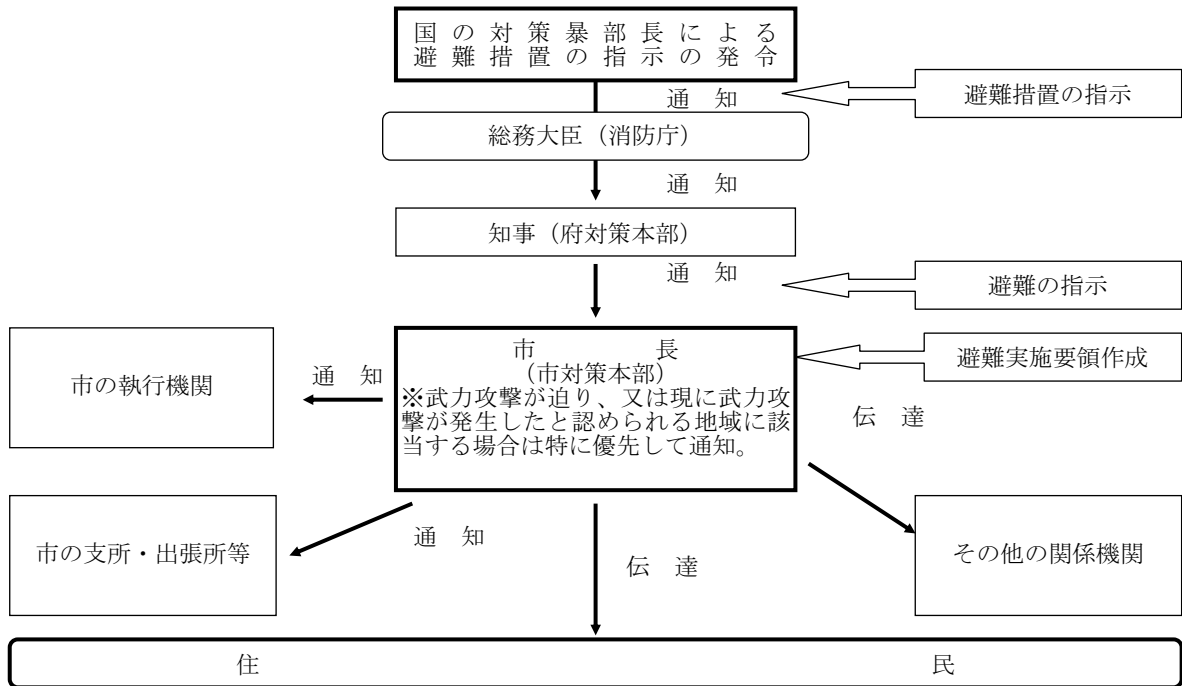 国の対策暴部長による
避難措置の指示の発令
通 知
避難措置の指示
総務大臣（消防庁）
通 知
知事（府対策本部）
通 知
避難の指示
市 長
（市対策本部）
※武力攻撃が迫り、又は現に武力攻
撃が発生したと認められる地域に該
当する場合は特に優先して通知。
避難実施要領作成
通 知
市の執行機関
伝 達
市の支所・出張所等
通 知
伝 達
その他の関係機関
住 民